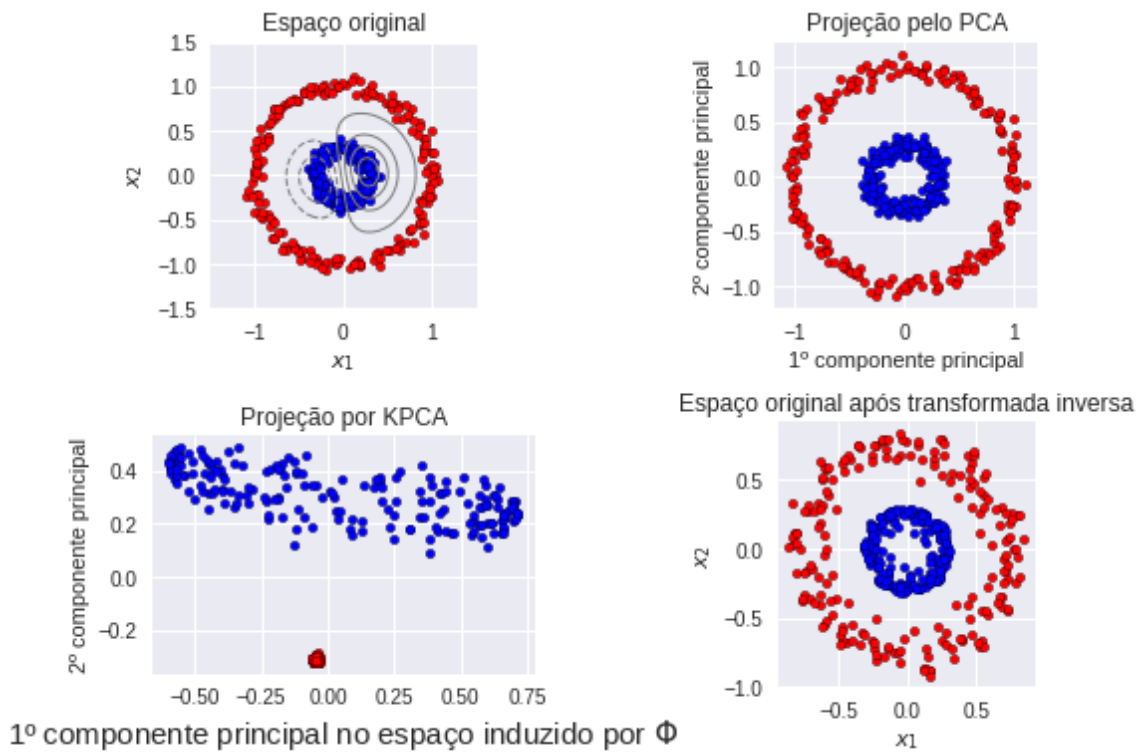 Espaço original
1.5
1.0
0.5
0.0
−0.5
−1.0
−1.5
x2
−1
0
1
x1
Projeção pelo PCA
1.0
0.5
0.0
−0.5
−1.0
2º componente principal
−1
0
1
1º componente principal
Projeção por KPCA
0.4
0.2
0.0
−0.2
2º componente principal
−0.50
−0.25
0.00
0.25
0.50
0.75
1º componente principal no espaço induzido por Φ
Espaço original após transformada inversa
0.5
0.0
−0.5
−1.0
x2
−0.5
0.0
0.5
x1